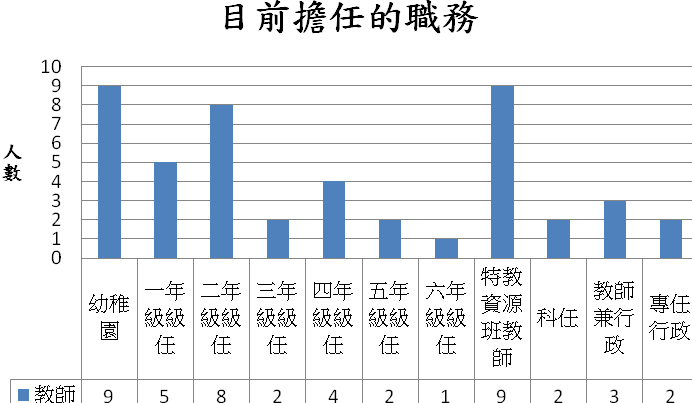 目前擔任的職務
10
9
8
7
6
5
4
3
2
1
0
人數
幼稚園
一年級級任
二年級級任
三年級級任
四年級級任
五年級級任
六年級級任
特教資源班教師
科任
教師兼行政
專任行政
教師 9 5 8 2 4 2 1 9 2 3 2